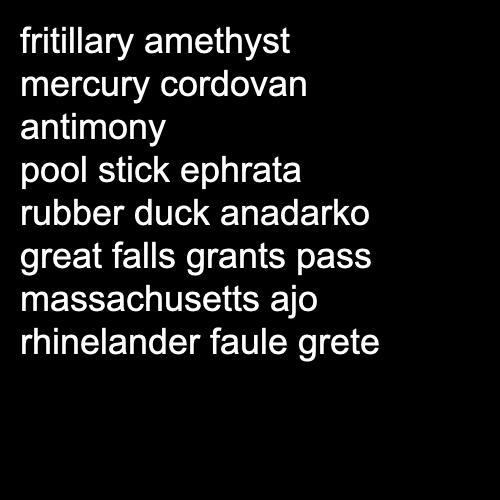 fritillary amethyst
mercury cordovan
antimony
pool stick ephrata
rubber duck anadarko
great falls grants pass
massachusetts ajo
rhinelander faule grete